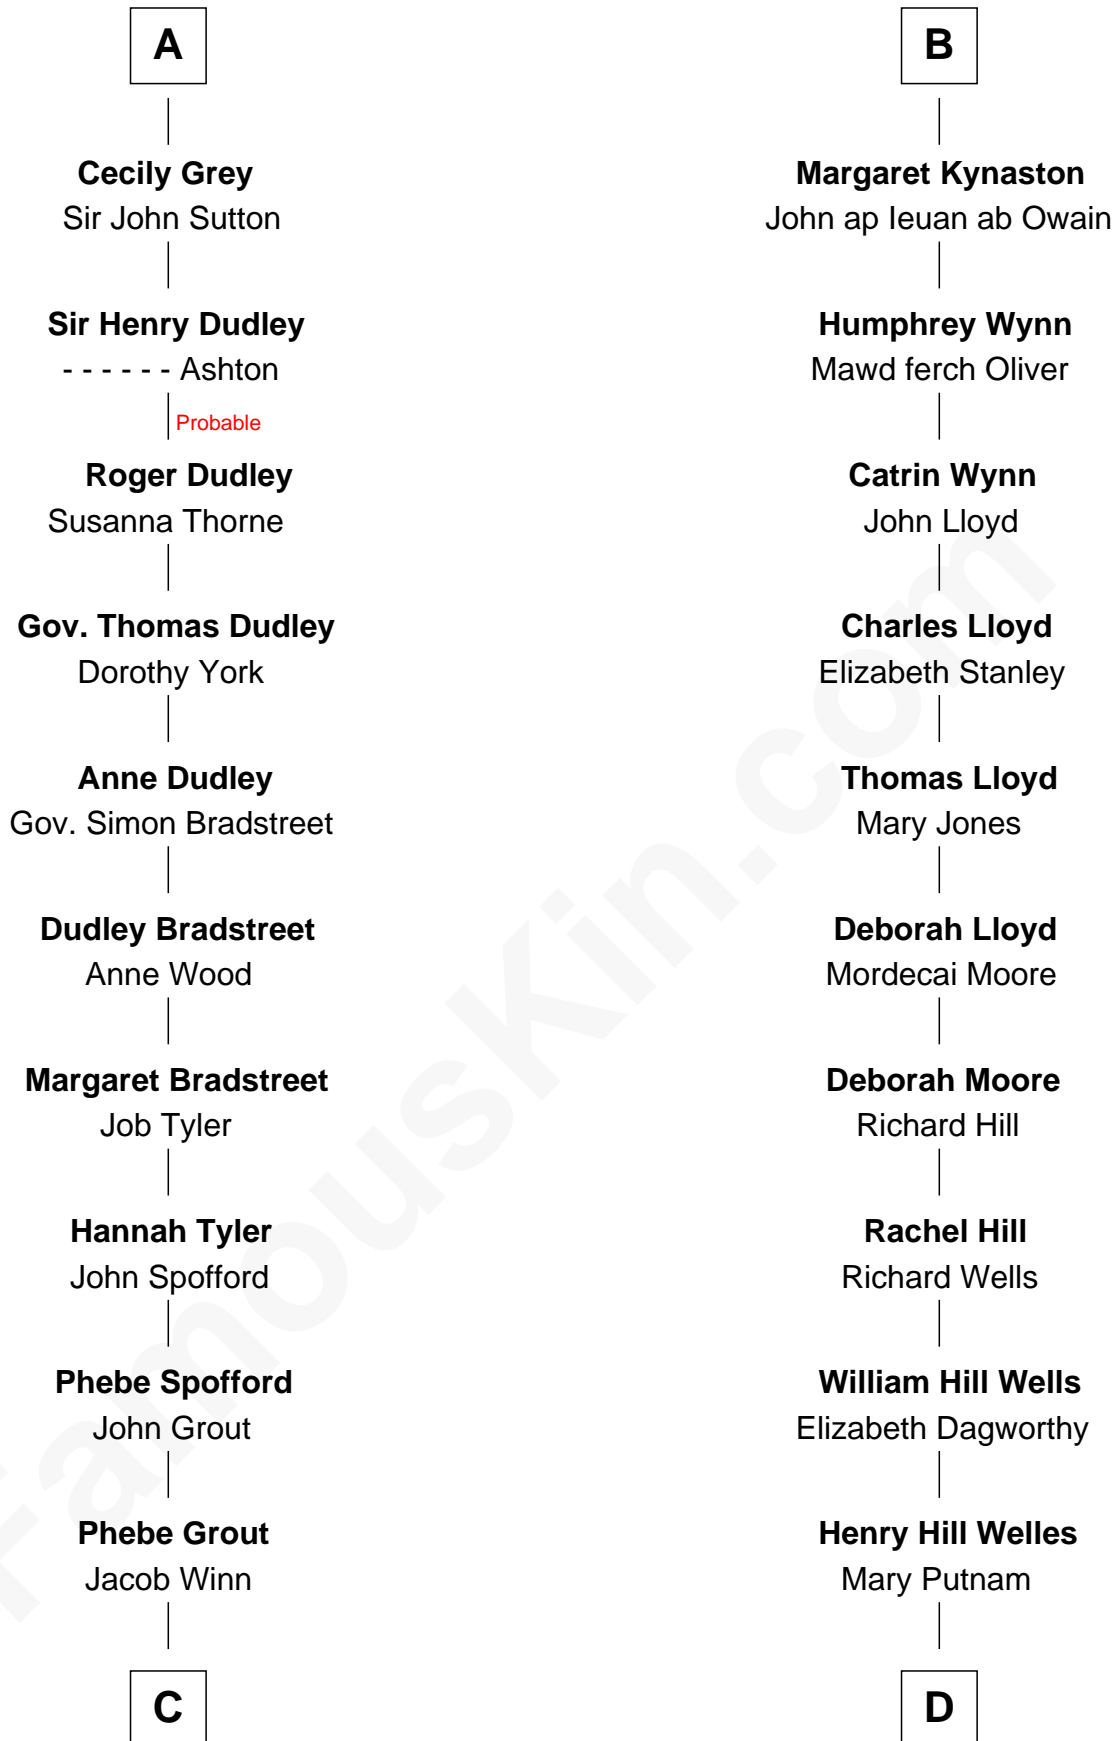 A
Cecily Grey
Sir John Sutton
Sir Henry Dudley
- - - - - - Ashton
Probable
Roger Dudley
Susanna Thorne
Gov. Thomas Dudley
Dorothy York
Anne Dudley
Gov. Simon Bradstreet
Dudley Bradstreet
Anne Wood
Margaret Bradstreet
Job Tyler
Hannah Tyler
John Spofford
Phebe Spofford
John Grout
Phebe Grout
Jacob Winn
C
B
Margaret Kynaston
John ap Ieuan ab Owain
Humphrey Wynn
Mawd ferch Oliver
Catrin Wynn
John Lloyd
Charles Lloyd
Elizabeth Stanley
Thomas Lloyd
Mary Jones
Deborah Lloyd
Mordecai Moore
Deborah Moore
Richard Hill
Rachel Hill
Richard Wells
William Hill Wells
Elizabeth Dagworthy
Henry Hill Welles
Mary Putnam
D
FamousKin.com